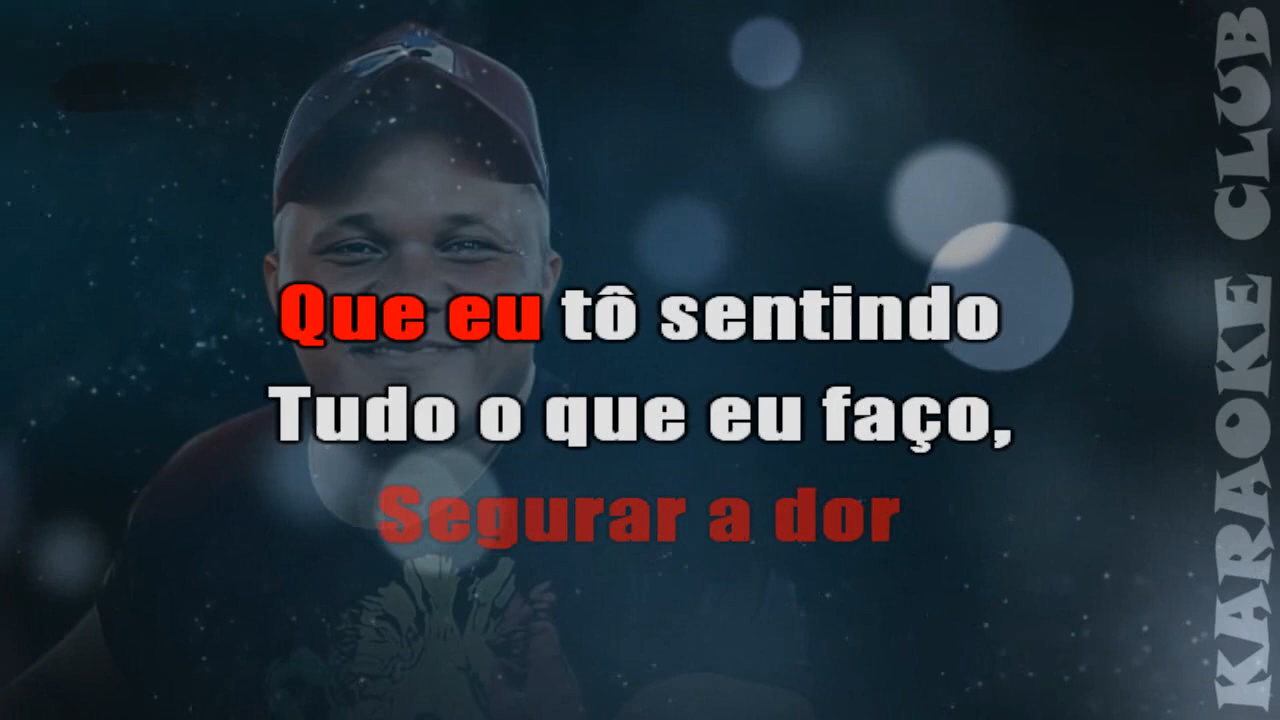 Que eu tô sentindo
Tudo o que eu faço,
Segurar a dor
KARAOKE CLUB